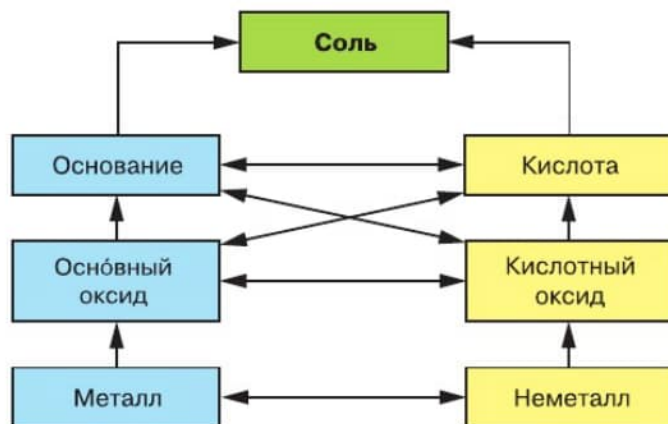 Соль
Основание
Кислота
Осно́вный
оксид
Кислотный
оксид
Металл
Неметалл